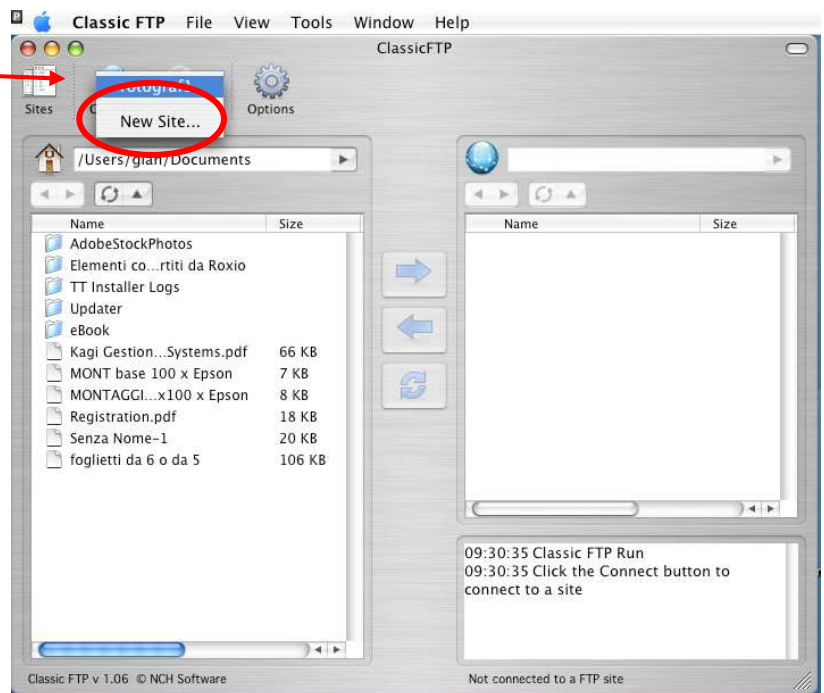 Classic FTP File View Tools Window Help
ClassicFTP
Sites Options
New Site...
/Users/gian/Documents
Name Size
AdobeStockPhotos
Elementi co...rtiti da Roxio
TT Installer Logs
Updater
eBook
Kagi Gestion...Systems.pdf 66 KB
MONT base 100 x Epson 7 KB
MONTAGGI...x100 x Epson 8 KB
Registration.pdf 18 KB
Senza Nome-1 20 KB
foglietti da 6 o da 5 106 KB
Name Size
09:30:35 Classic FTP Run
09:30:35 Click the Connect button to
connect to a site
Classic FTP v 1.06 © NCH Software
Not connected to a FTP site